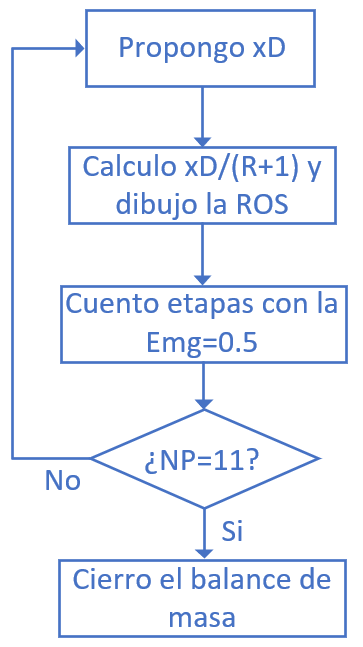 Propongo xD
Calculo xD/(R+1) y
dibujo la ROS
Cuento etapas con la
Emg=0.5
¿NP=11?
No
Si
Cierro el balance de
masa